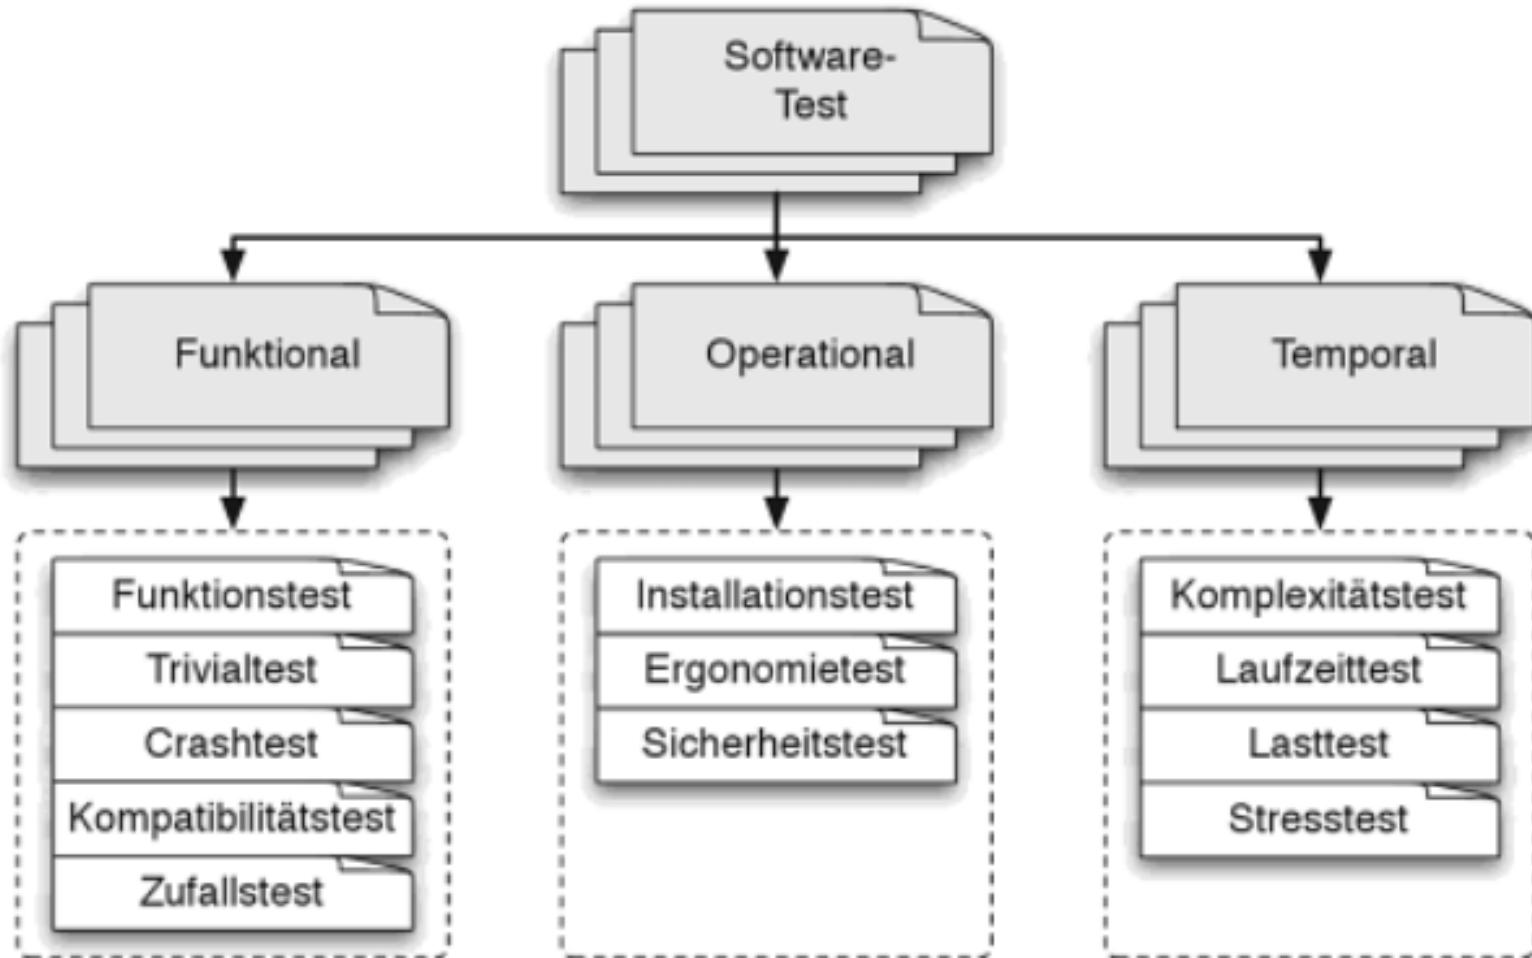 Software-
Test
Funktional
Operational
Temporal
Funktionstest
Trivialtest
Crashtest
Kompatibilitätstest
Zufallstest
Installationstest
Ergonomietest
Sicherheitstest
Komplexitätstest
Laufzeittest
Lasttest
Stresstest